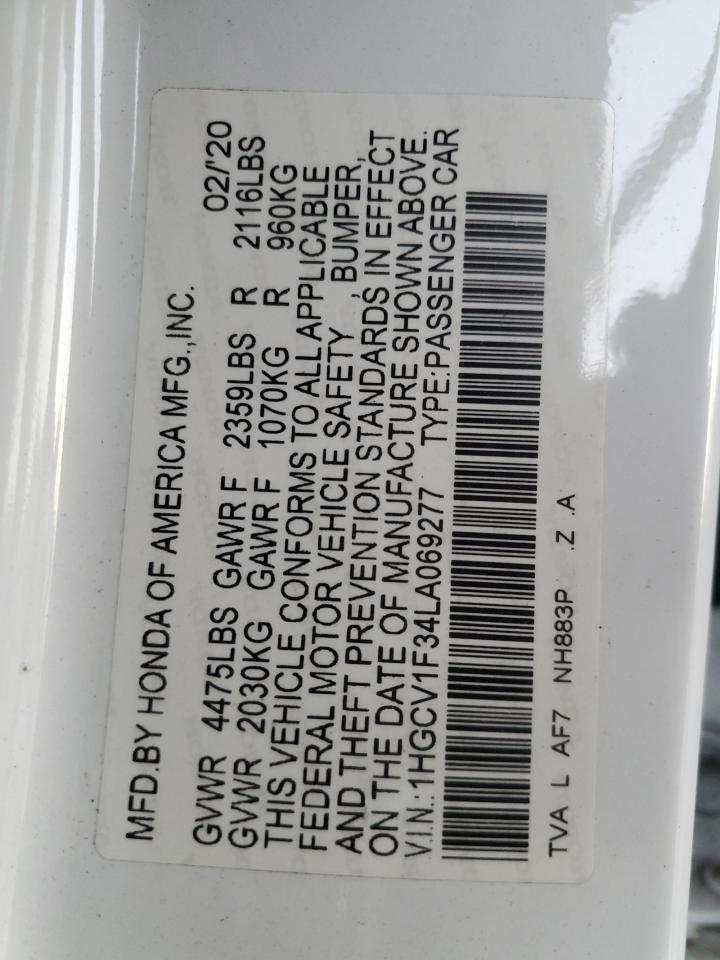 MFD.BY HONDA OF AMERICA MFG.,INC. 02/'20
GVWR 4475LBS GAWR F 2359LBS R 2116LBS
GVWR 2030KG GAWR F 1070KG R 960KG
THIS VEHICLE CONFORMS TO ALL APPLICABLE
FEDERAL MOTOR VEHICLE SAFETY , BUMPER,
AND THEFT PREVENTION STANDARDS IN EFFECT
ON THE DATE OF MANUFACTURE SHOWN ABOVE.
V.I.N.:1HGCV1F34LA069277 TYPE:PASSENGER CAR
TVA L AF7 NH883P .Z .A